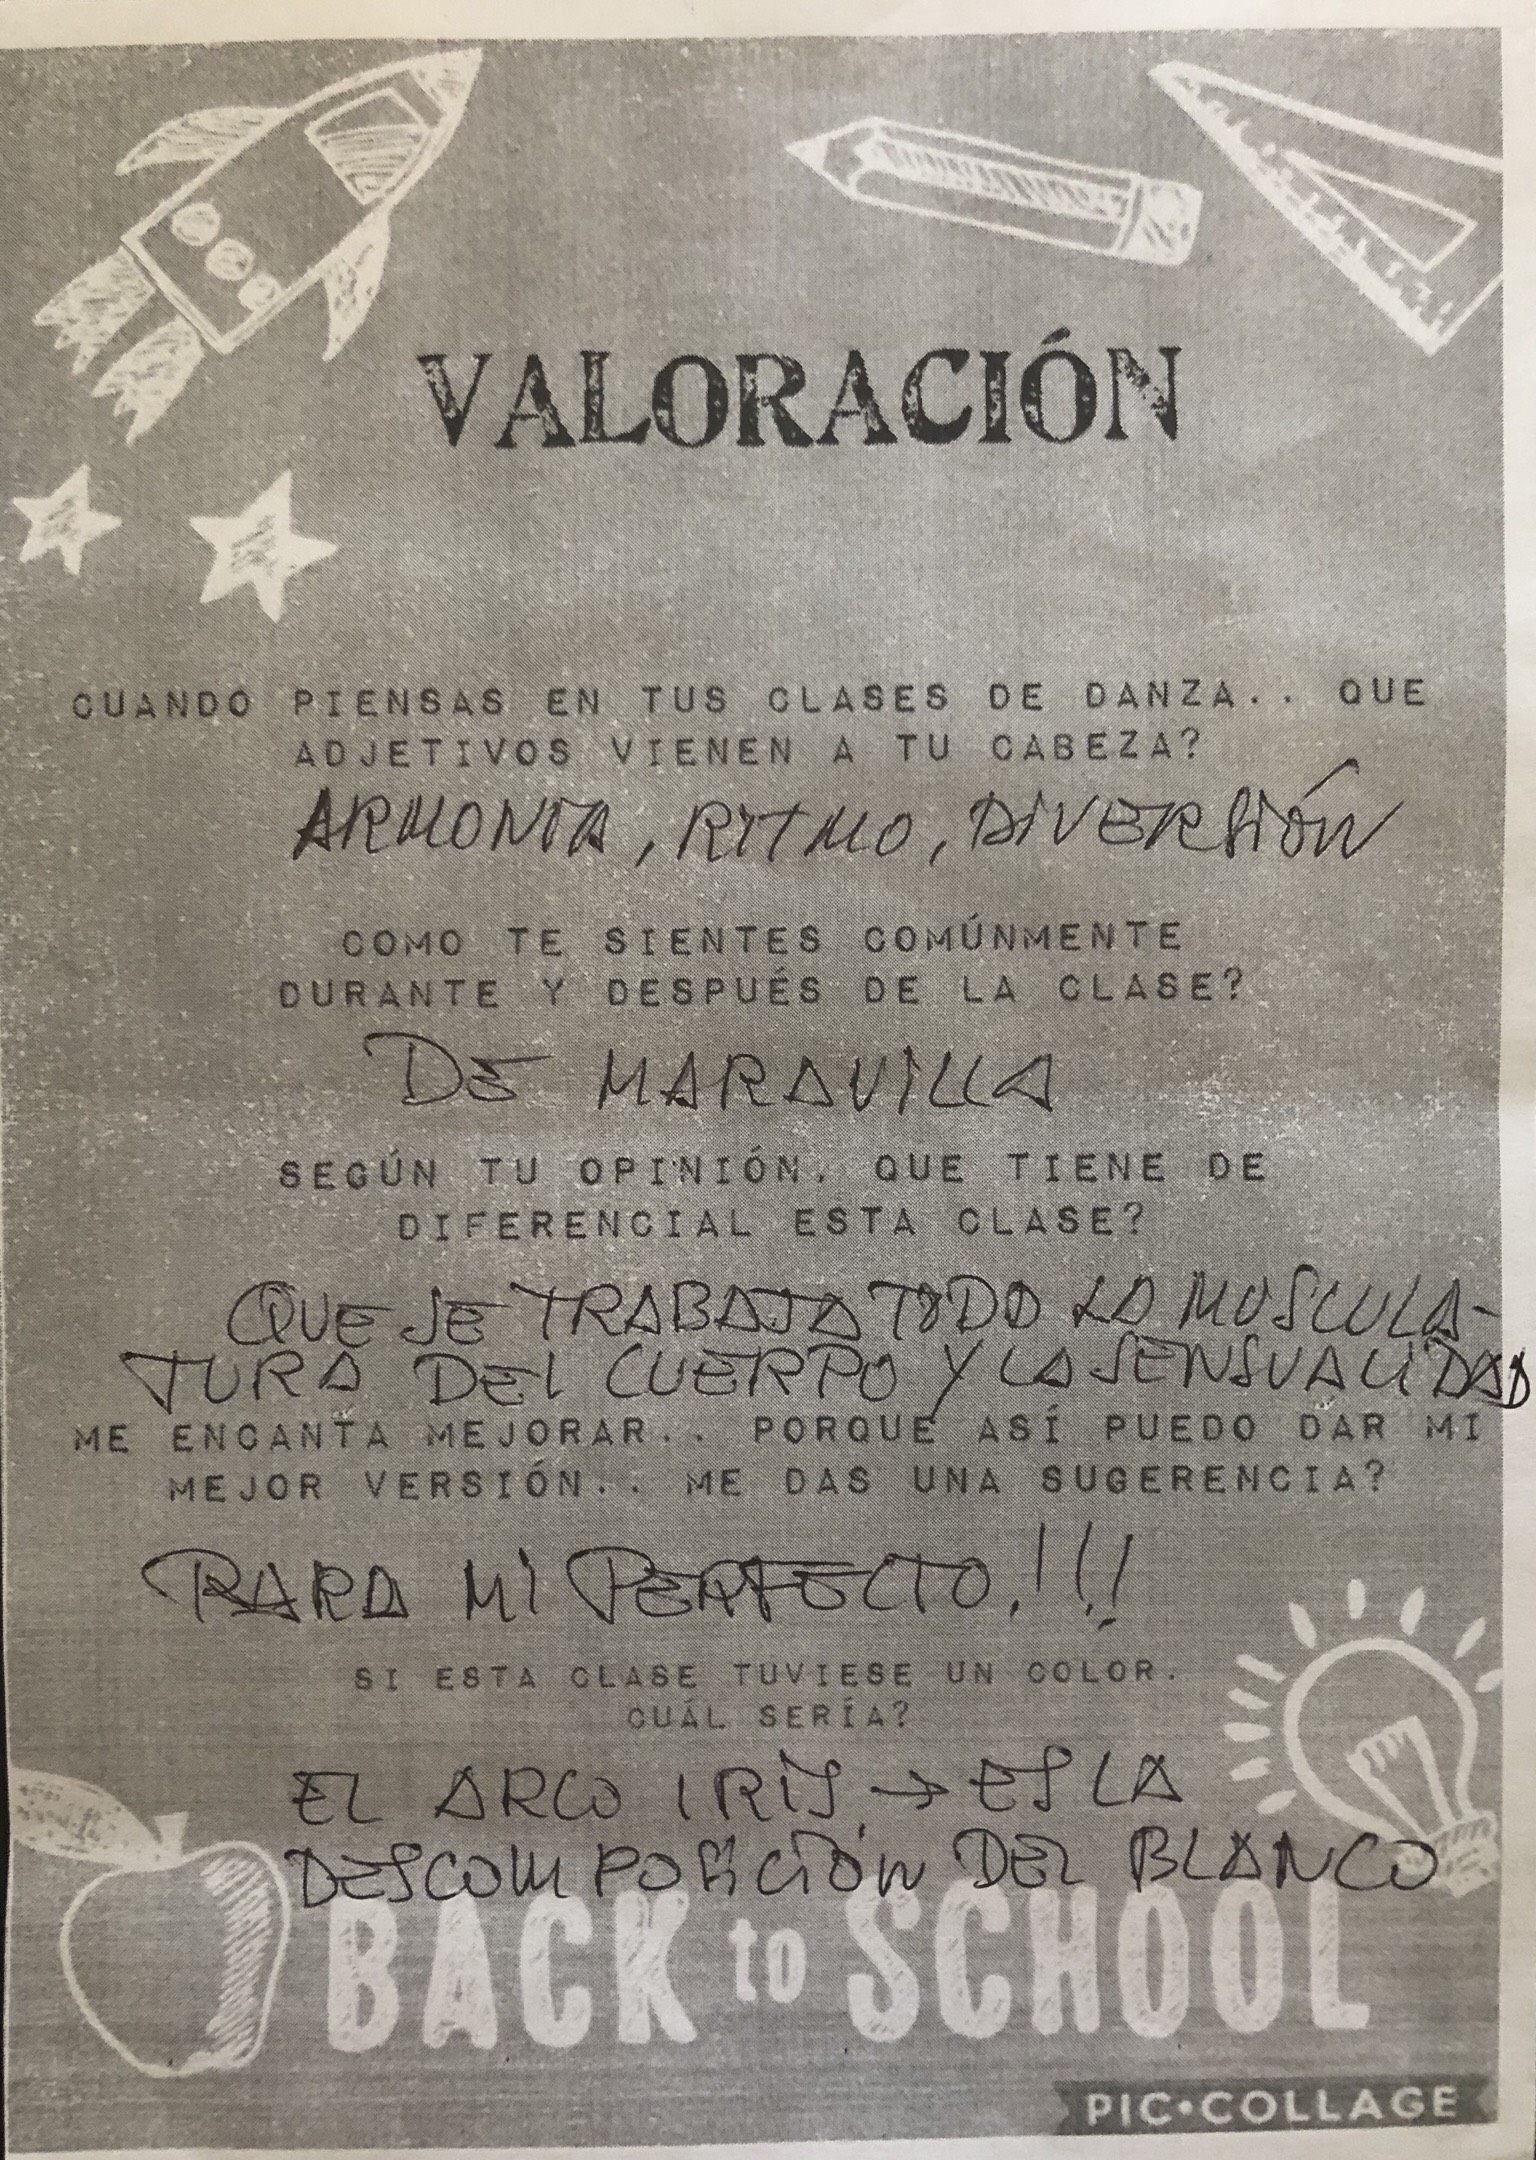 VALORACIÓN
CUANDO PIENSAS EN TUS CLASES DE DANZA.. QUE
ADJETIVOS VIENEN A TU CABEZA?
ARMONIA, RITMO, DIVERSIÓN
COMO TE SIENTES COMÚNMENTE
DURANTE Y DESPUÉS DE LA CLASE?
DE MARAVILLA
SEGÚN TU OPINIÓN, QUE TIENE DE
DIFERENCIAL ESTA CLASE?
QUE SE TRABAJA TODO LA MUSCULA-
TURA DEL CUERPO Y LA SENSUALIDAD
ME ENCANTA MEJORAR.. PORQUE ASÍ PUEDO DAR MI
MEJOR VERSIÓN.. ME DAS UNA SUGERENCIA?
PARA MI PERFECTO.!!!
SI ESTA CLASE TUVIESE UN COLOR.
CUÁL SERÍA?
EL ARCO IRIS. → ES LA
DESCOMPOSICIÓN DEL BLANCO
BACK to SCHOOL
PIC•COLLAGE